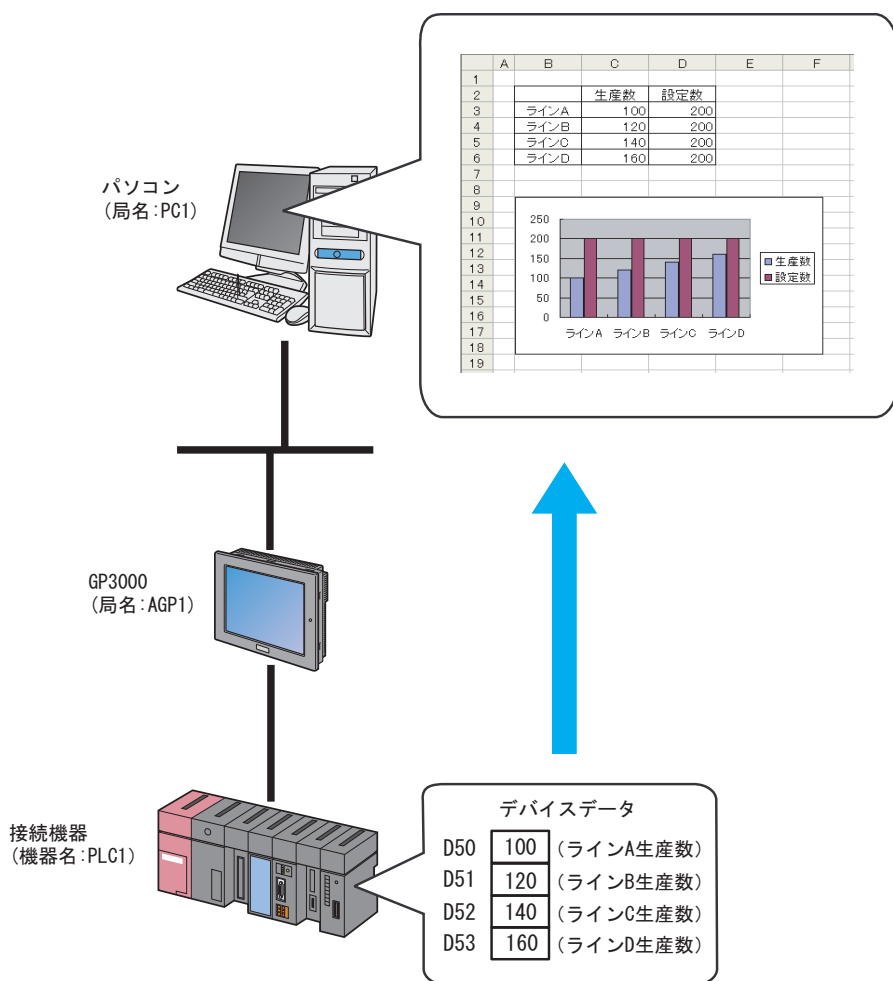 A B C D E F
1
2 生産数 設定数
3 ラインA 100 200
4 ラインB 120 200
5 ラインC 140 200
6 ラインD 160 200
7
8
9
10
11
12
13
14
15
16
17
18
19
250
200
150
100
50
0
ラインA ラインB ラインC ラインD
生産数
設定数
パソコン
(局名:PC1)
GP3000
(局名:AGP1)
接続機器
(機器名:PLC1)
デバイスデータ
D50 100 (ラインA生産数)
D51 120 (ラインB生産数)
D52 140 (ラインC生産数)
D53 160 (ラインD生産数)